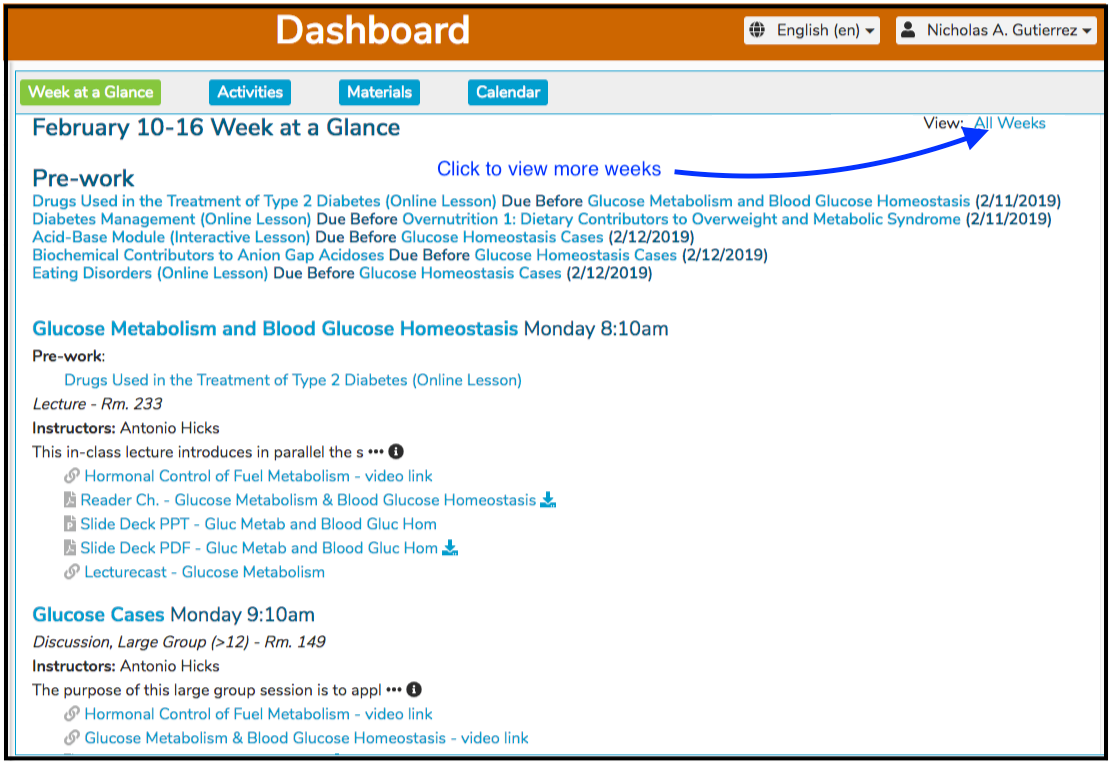 Dashboard
English (en)
Nicholas A. Gutierrez
Week at a Glance
Activities
Materials
Calendar
February 10-16 Week at a Glance
View: All Weeks
Click to view more weeks
Pre-work
Drugs Used in the Treatment of Type 2 Diabetes (Online Lesson) Due Before Glucose Metabolism and Blood Glucose Homeostasis (2/11/2019)
Diabetes Management (Online Lesson) Due Before Overnutrition 1: Dietary Contributors to Overweight and Metabolic Syndrome (2/11/2019)
Acid-Base Module (Interactive Lesson) Due Before Glucose Homeostasis Cases (2/12/2019)
Biochemical Contributors to Anion Gap Acidoses Due Before Glucose Homeostasis Cases (2/12/2019)
Eating Disorders (Online Lesson) Due Before Glucose Homeostasis Cases (2/12/2019)
Glucose Metabolism and Blood Glucose Homeostasis Monday 8:10am
Pre-work:
Drugs Used in the Treatment of Type 2 Diabetes (Online Lesson)
Lecture - Rm. 233
Instructors: Antonio Hicks
This in-class lecture introduces in parallel the s •••
Hormonal Control of Fuel Metabolism - video link
Reader Ch. - Glucose Metabolism & Blood Glucose Homeostasis
Slide Deck PPT - Gluc Metab and Blood Gluc Hom
Slide Deck PDF - Gluc Metab and Blood Gluc Hom
Lecturecast - Glucose Metabolism
Glucose Cases Monday 9:10am
Discussion, Large Group (>12) - Rm. 149
Instructors: Antonio Hicks
The purpose of this large group session is to appl •••
Hormonal Control of Fuel Metabolism - video link
Glucose Metabolism & Blood Glucose Homeostasis - video link